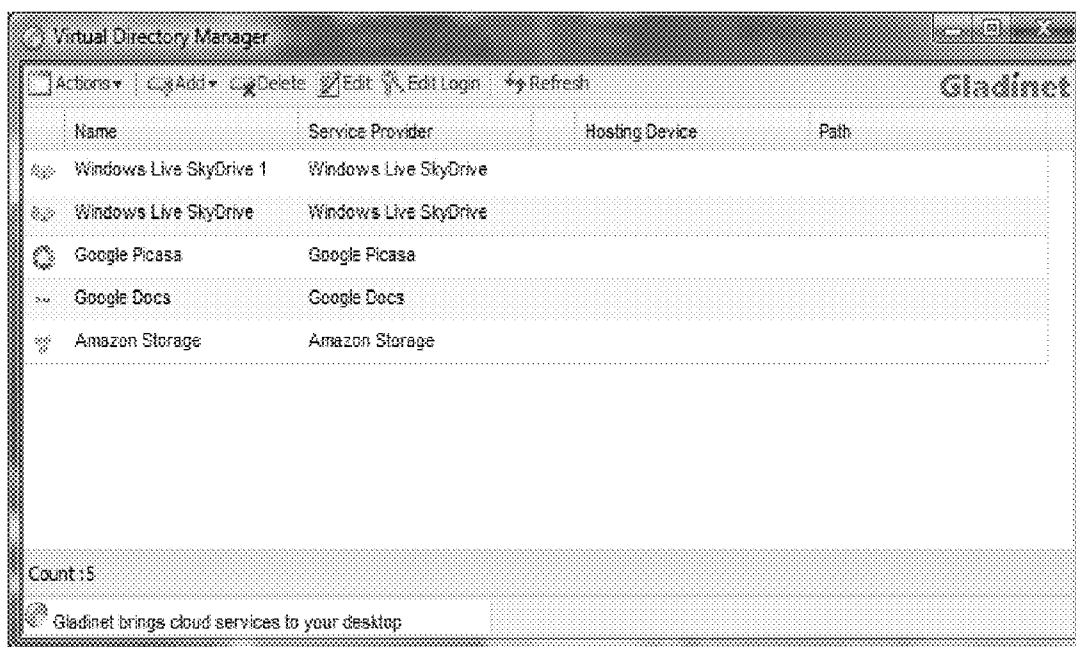 Virtual Directory Manager
Actions Add Delete Edit Edit Login Refresh Gladinet
Name Service Provider Hosting Device Path
Windows Live SkyDrive 1 Windows Live SkyDrive
Windows Live SkyDrive Windows Live SkyDrive
Google Picasa Google Picasa
Google Docs Google Docs
Amazon Storage Amazon Storage
Count :5
Gladinet brings cloud services to your desktop